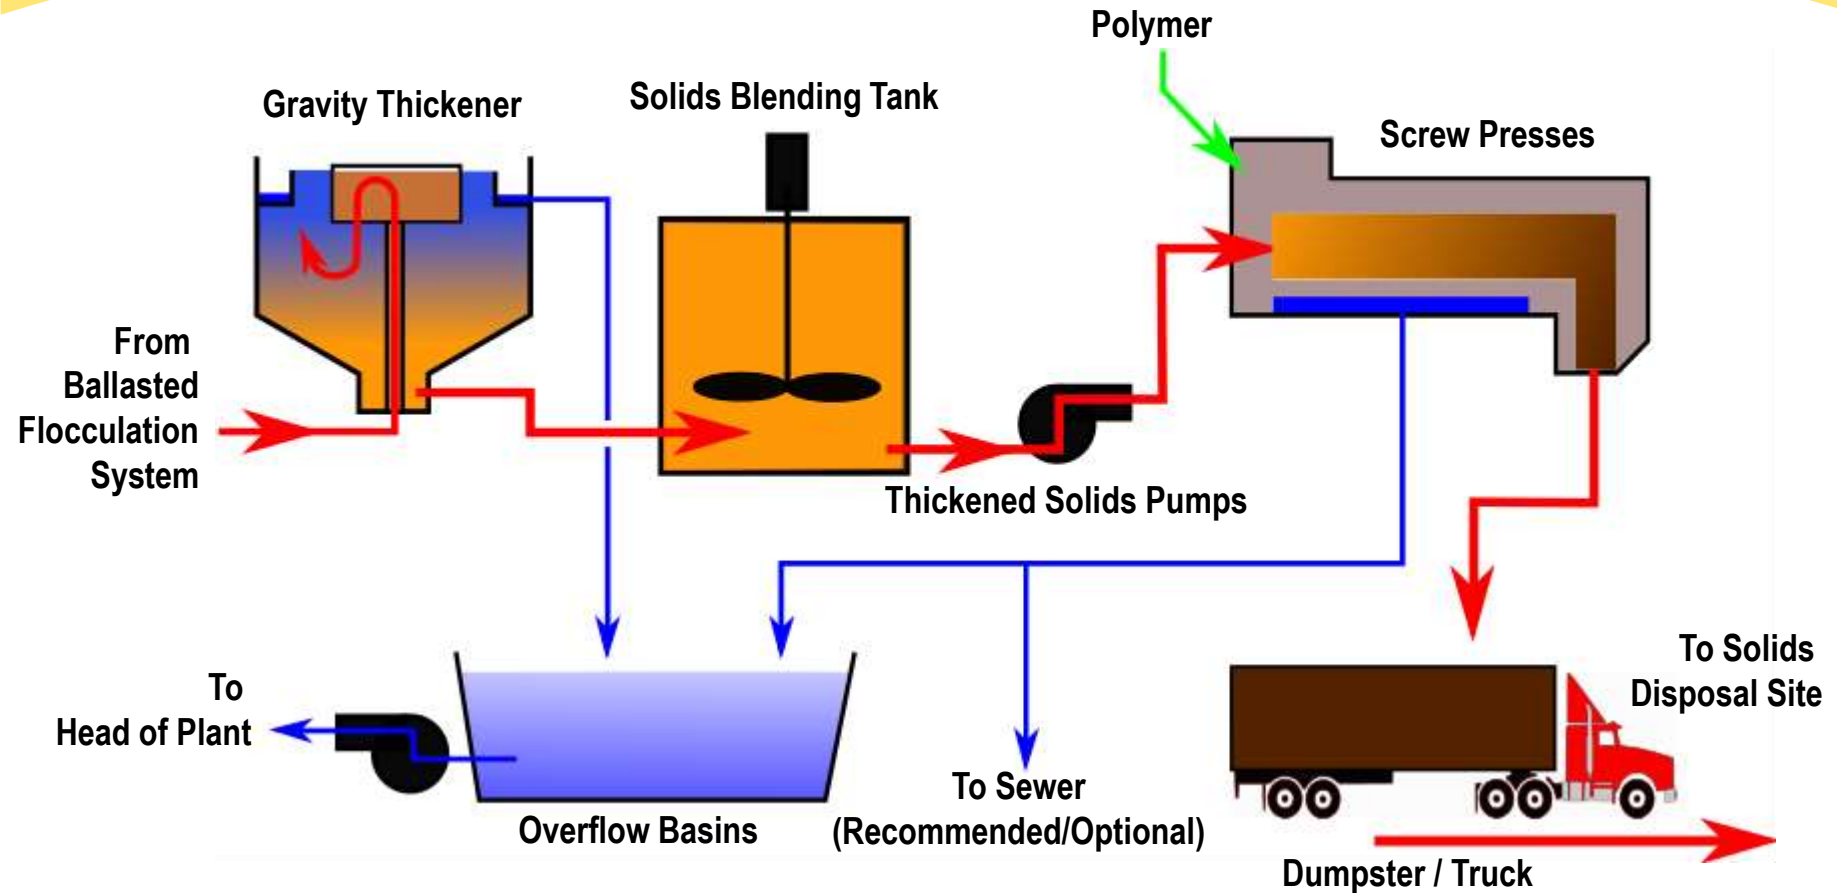 Polymer
Gravity Thickener
Solids Blending Tank
Screw Presses
From
Ballasted
Flocculation
System
Thickened Solids Pumps
To
Head of Plant
Overflow Basins
To Sewer
(Recommended/Optional)
To Solids
Disposal Site
Dumpster / Truck